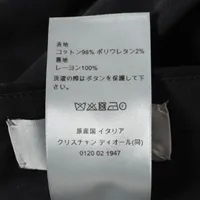 表地
コットン98% ポリウレタン2%
裏地
レーヨン100%
洗濯の際はボタンを保護して下さい
原産国 イタリア
クリスチャン ディオール(同)
0120 02 1947